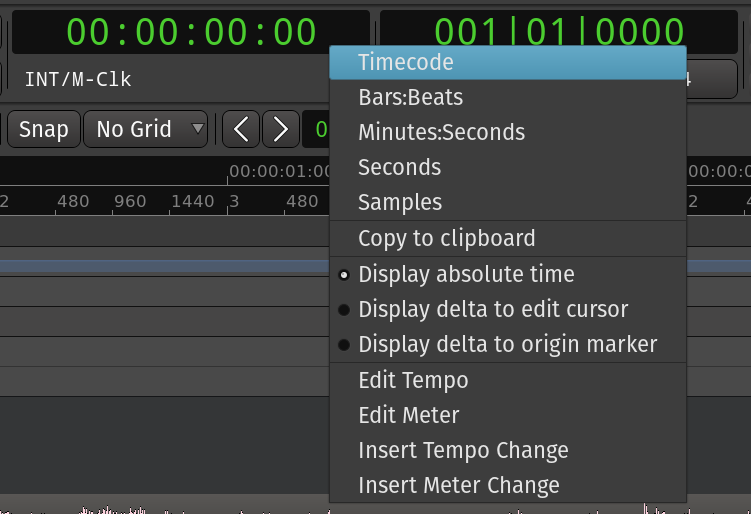 00:00:00:00
001|01|0000
INT/M-Clk
4
Snap
No Grid
0
Timecode
Bars:Beats
Minutes:Seconds
Seconds
Samples
Copy to clipboard
Display absolute time
Display delta to edit cursor
Display delta to origin marker
Edit Tempo
Edit Meter
Insert Tempo Change
Insert Meter Change
00:00:01:00
00:00:0
2 480 960 1440 3 480
2